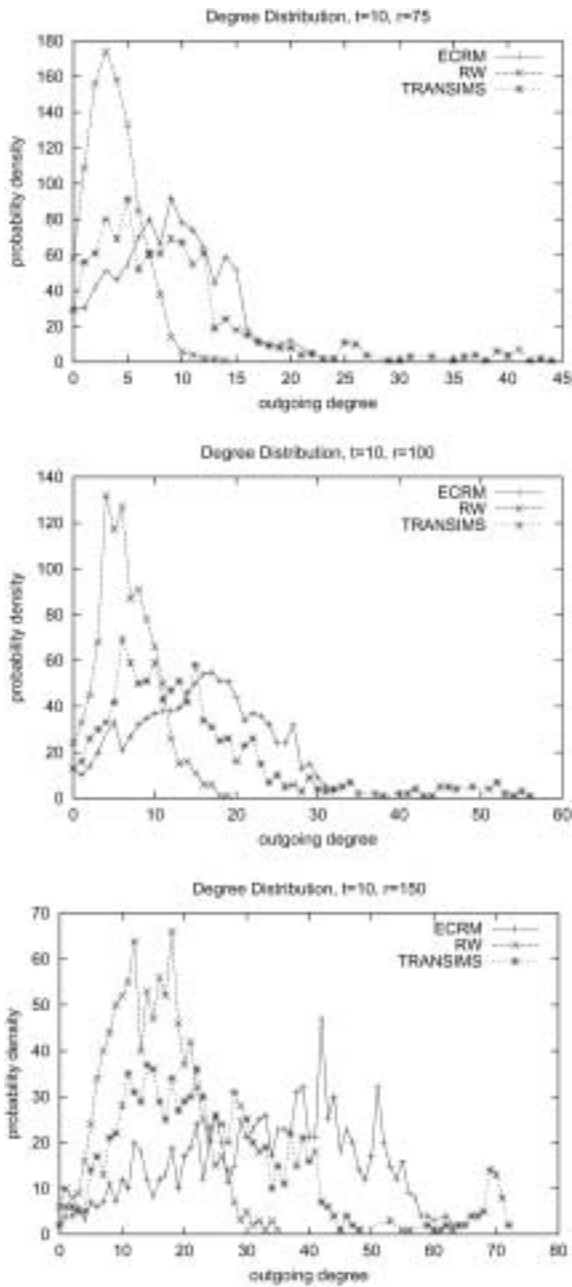 Degree Distribution, t=10, r=75
180
160
140
120
100
80
60
40
20
0
probability density
ECRM
RW
TRANSIMS
0 5 10 15 20 25 30 35 40 45
outgoing degree
Degree Distribution, t=10, r=100
140
120
100
80
60
40
20
0
probability density
ECRM
RW
TRANSIMS
0 10 20 30 40 50 60
outgoing degree
Degree Distribution, t=10, r=150
70
60
50
40
30
20
10
0
probability density
ECRM
RW
TRANSIMS
0 10 20 30 40 50 60 70 80
outgoing degree